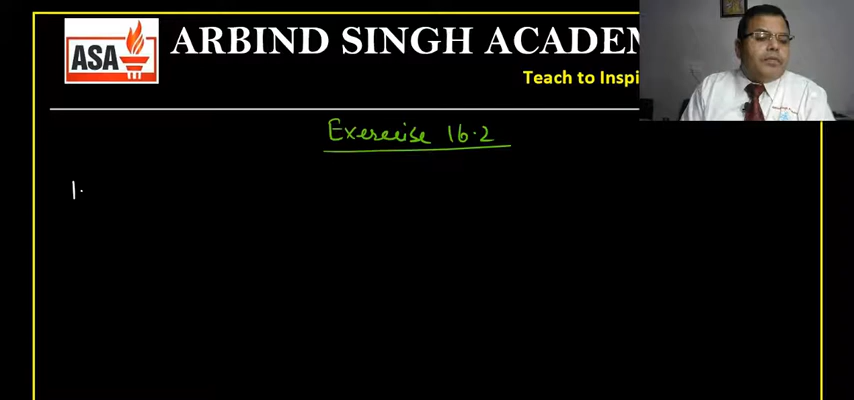 ASA
ARBIND SINGH ACADEM
Teach to Inspi
Exercise 16.2
1.